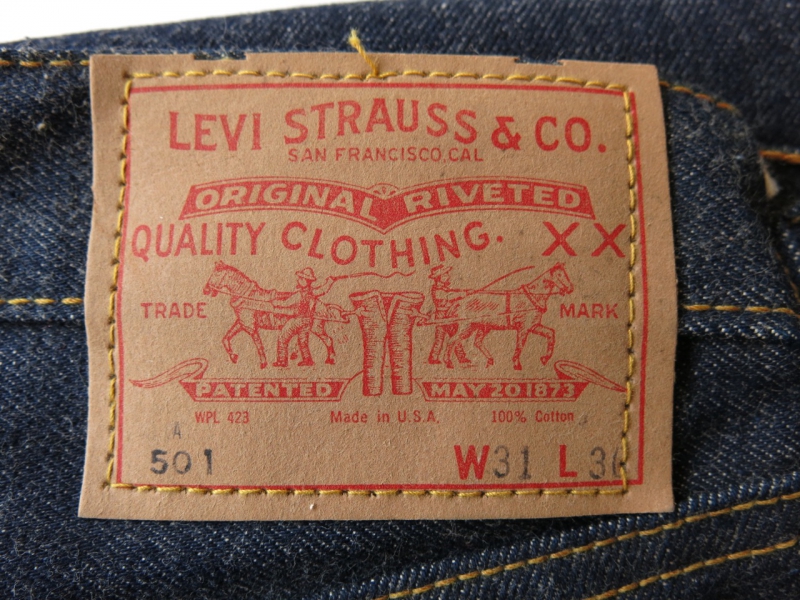 LEVI STRAUSS & CO.
SAN FRANCISCO, CAL
ORIGINAL RIVETED
QUALITY CLOTHING. XX
TRADE MARK
PATENTED MAY 20 1873
WPL 423 Made in U.S.A. 100% Cotton
A
501 W31 L